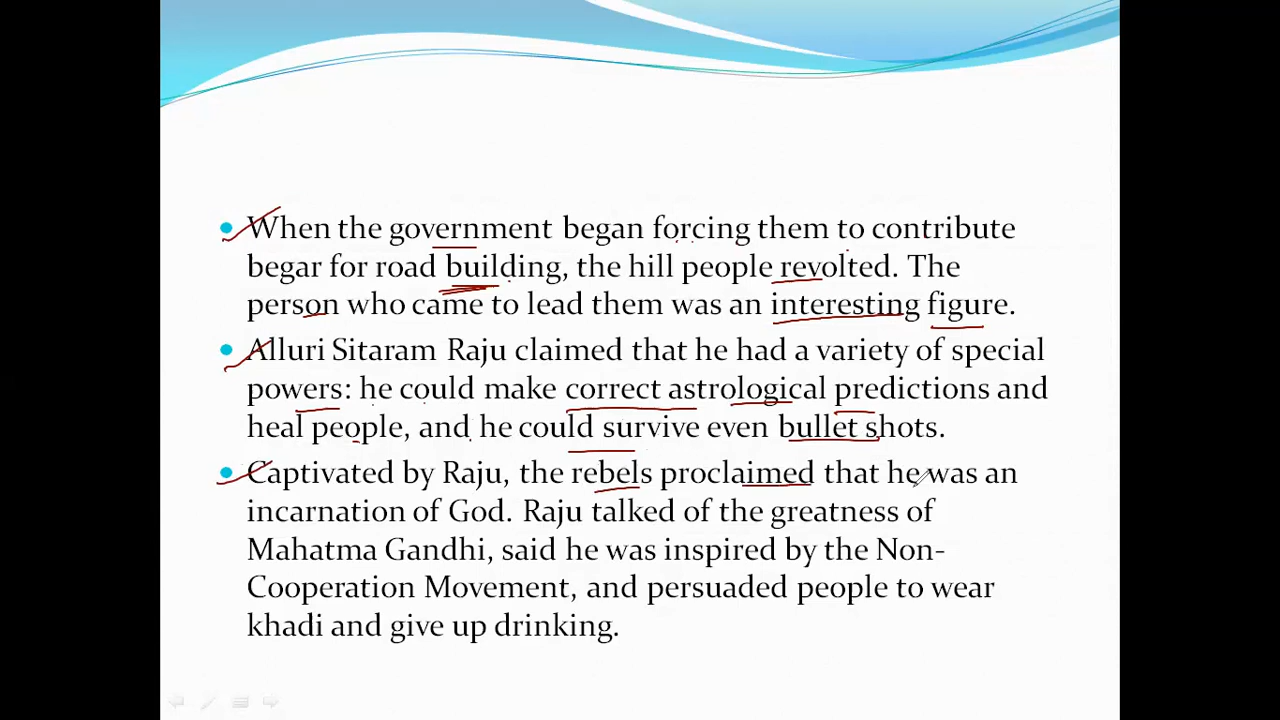 When the government began forcing them to contribute
begar for road building, the hill people revolted. The
person who came to lead them was an interesting figure.
Alluri Sitaram Raju claimed that he had a variety of special
powers: he could make correct astrological predictions and
heal people, and he could survive even bullet shots.
Captivated by Raju, the rebels proclaimed that he was an
incarnation of God. Raju talked of the greatness of
Mahatma Gandhi, said he was inspired by the Non-
Cooperation Movement, and persuaded people to wear
khadi and give up drinking.